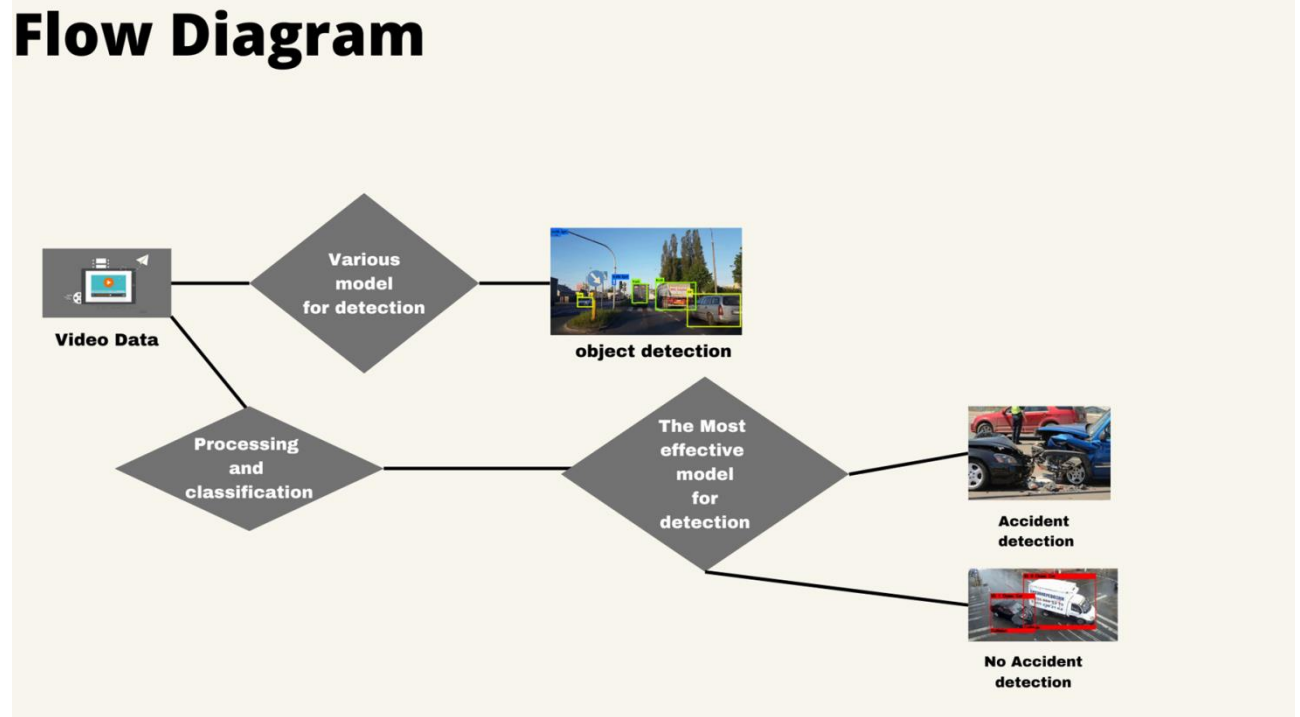 Flow Diagram
Various
model
for detection
Video Data
object detection
Processing
and
classification
The Most
effective
model
for
detection
Accident
detection
No Accident
detection